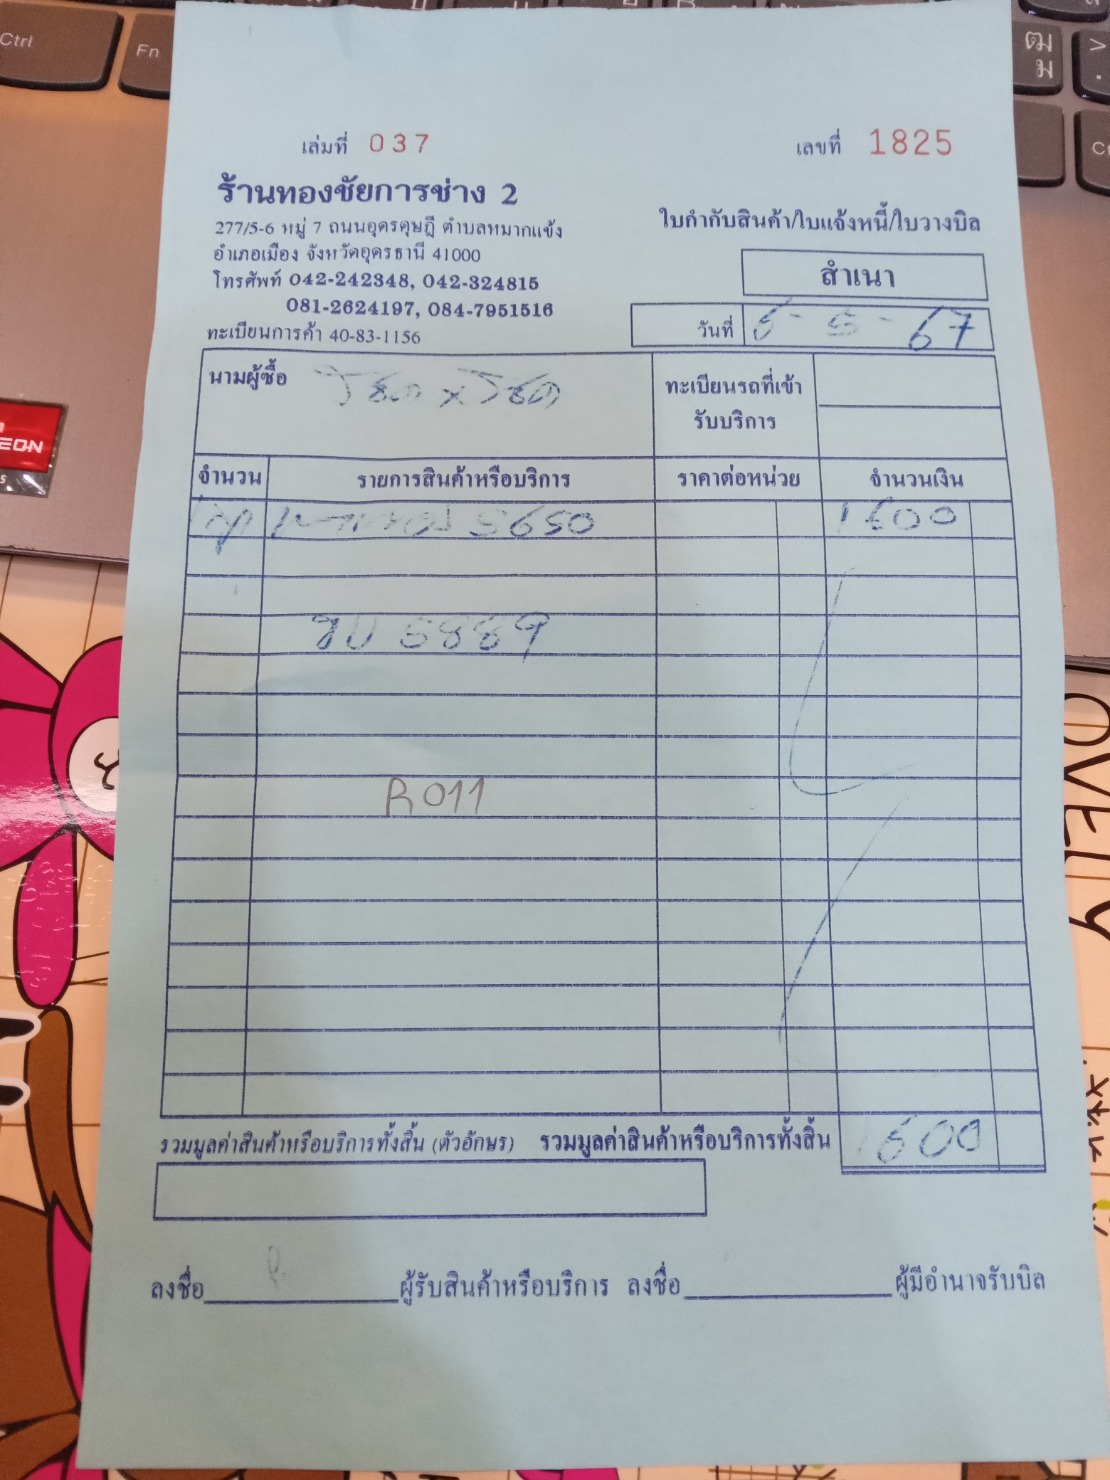 Ctrl
Fn
ฒ
ม
>
.
เล่มที่ 037
เลขที่ 1825
ร้านทองชัยการช่าง 2
277/5-6 หมู่ 7 ถนนอุดรดุษฎี ตำบลหมากแข้ง
อำเภอเมือง จังหวัดอุดรธานี 41000
โทรศัพท์ 042-242348, 042-324815
081-2624197, 084-7951516
ทะเบียนการค้า 40-83-1156
ใบกำกับสินค้า/ใบแจ้งหนี้/ใบวางบิล
สำเนา
วันที่ 6-5-67
นามผู้ซื้อ
ทะเบียนรถที่เข้า
รับบริการ
จำนวน รายการสินค้าหรือบริการ ราคาต่อหน่วย จำนวนเงิน
5650 1600
80 5889
R011
รวมมูลค่าสินค้าหรือบริการทั้งสิ้น (ตัวอักษร) รวมมูลค่าสินค้าหรือบริการทั้งสิ้น 1600
ลงชื่อ ผู้รับสินค้าหรือบริการ ลงชื่อ ผู้มีอำนาจรับบิล